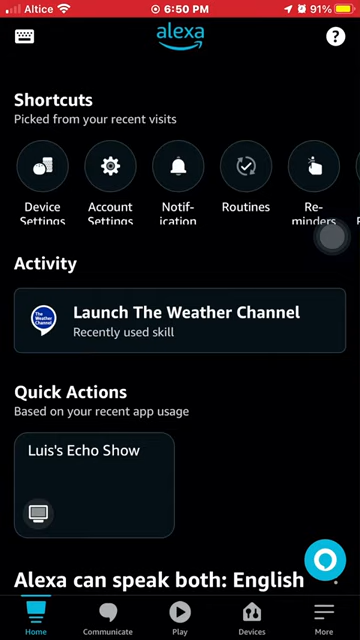 Altice 6:50 PM 91%
alexa
?
Shortcuts
Picked from your recent visits
Device
Settings
Account
Settings
Notif-
ication
Routines
Re-
minders
Activity
The
Weather
Channel
Launch The Weather Channel
Recently used skill
Quick Actions
Based on your recent app usage
Luis's Echo Show
Alexa can speak both: English
Home
Communicate
Play
Devices
More